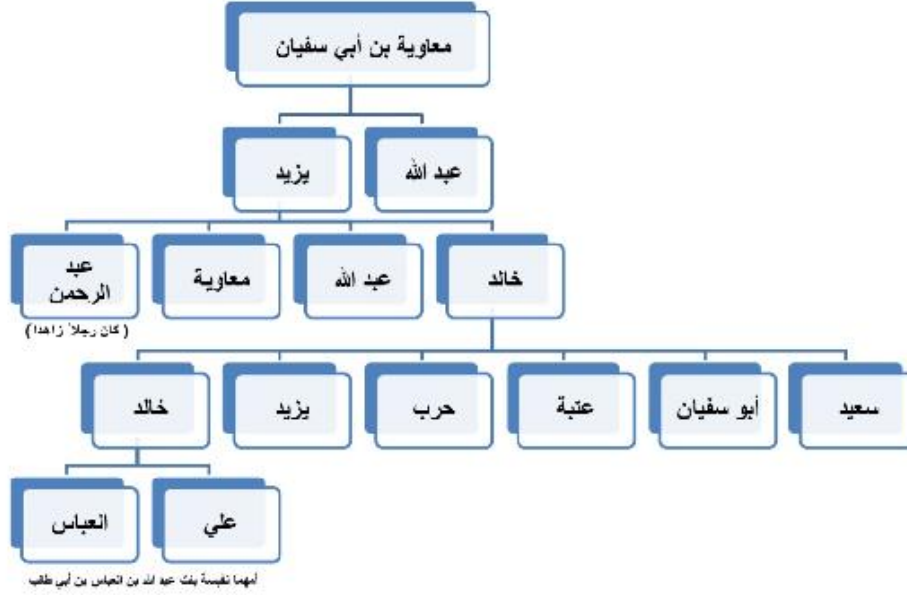 معاوية بن أبي سفيان
عبد الله
يزيد
خالد
عبد الله
معاوية
عبد
الرحمن
(كان رجلاً زاهدا)
سعيد
أبو سفيان
عتبة
حرب
يزيد
خالد
علي
العباس
أمهما نفيسة بنت عبد الله بن العباس بن أبي طالب